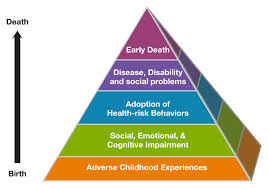 Death
Early Death
Disease, Disability
and social problems
Adoption of
Health-risk Behaviors
Social, Emotional, &
Cognitive Impairment
Adverse Childhood Experiences
Birth